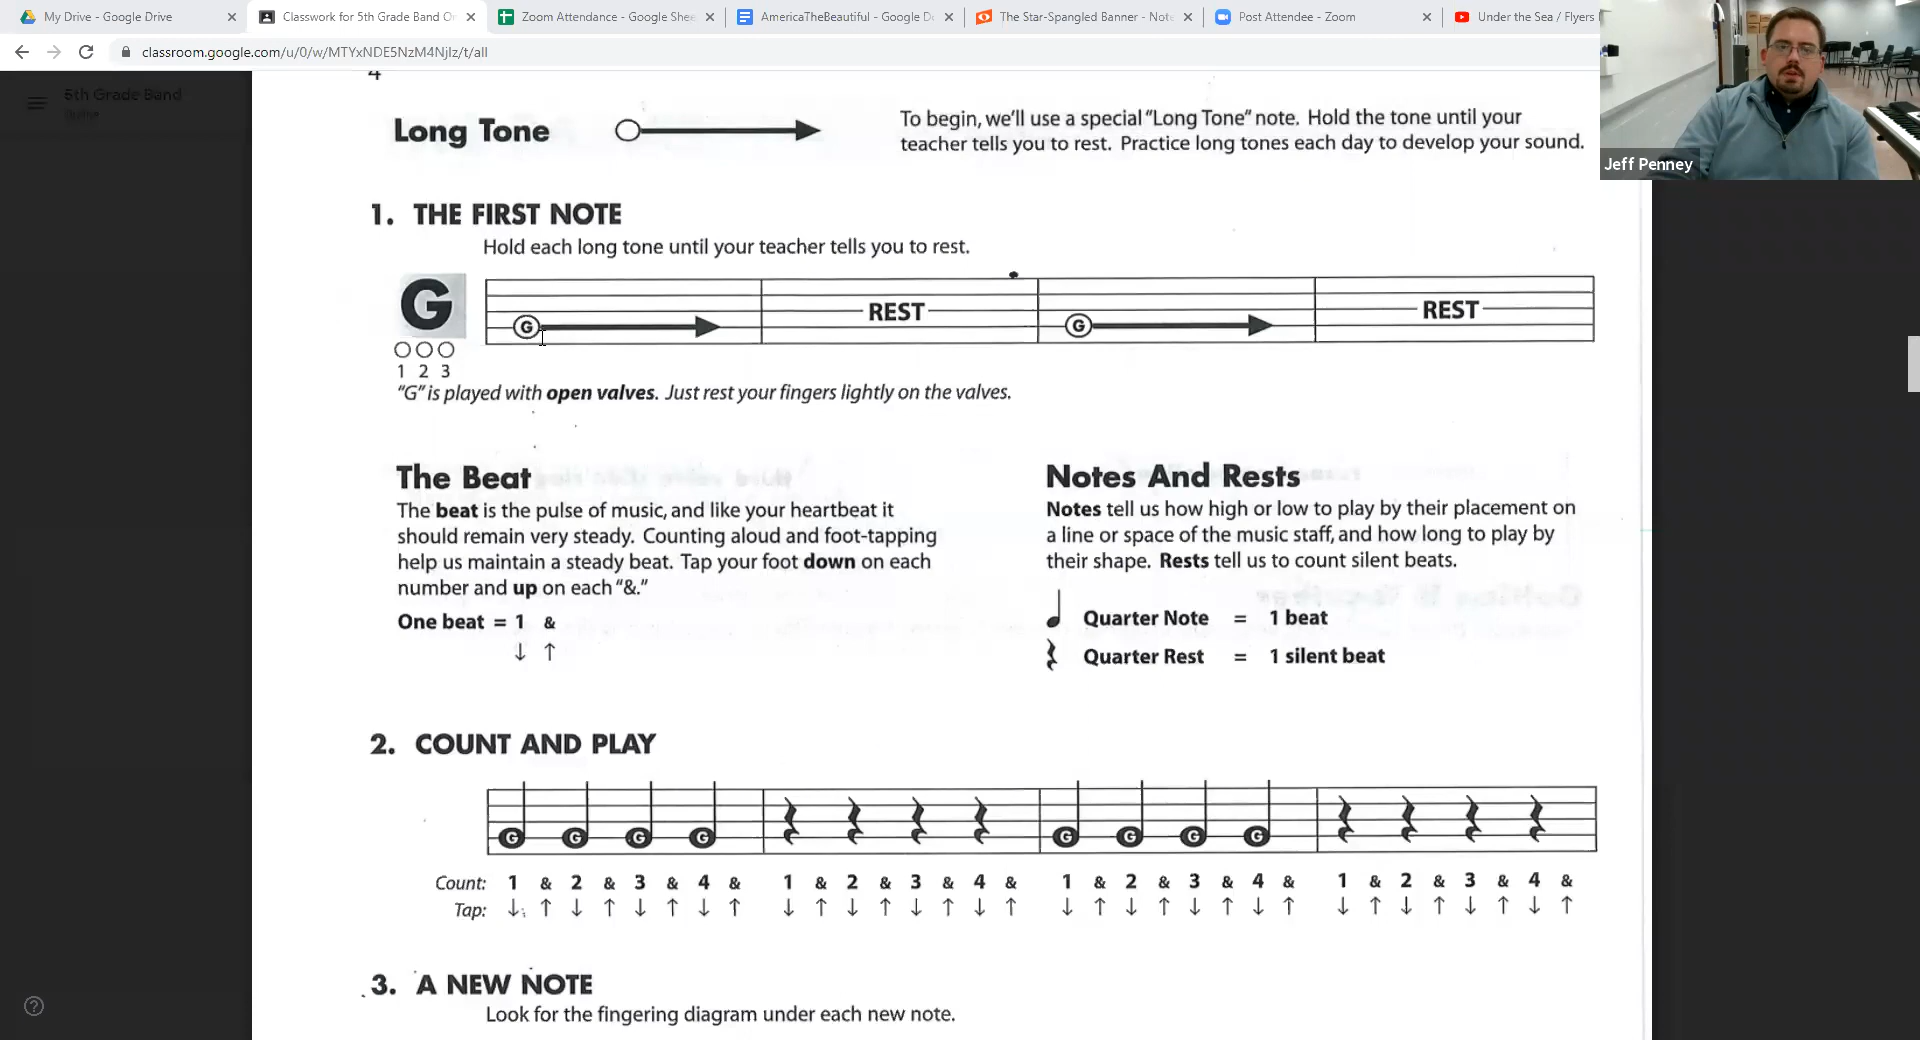 My Drive - Google Drive
Classwork for 5th Grade Band O
Zoom Attendance - Google Shee
AmericaTheBeautiful - Google D
The Star-Spangled Banner - Not
Post Attendee - Zoom
Under the Sea / Flyers
classroom.google.com/u/0/w/MTYxNDE5NzM4NjIz/t/all
5th Grade Band
4
Long Tone
To begin, we'll use a special "Long Tone" note. Hold the tone until your
teacher tells you to rest. Practice long tones each day to develop your sound.
Jeff Penney
1. THE FIRST NOTE
Hold each long tone until your teacher tells you to rest.
G
G REST G REST
1 2 3
"G" is played with open valves. Just rest your fingers lightly on the valves.
The Beat
The beat is the pulse of music, and like your heartbeat it
should remain very steady. Counting aloud and foot-tapping
help us maintain a steady beat. Tap your foot down on each
number and up on each "&."
One beat = 1 &
↓ ↑
Notes And Rests
Notes tell us how high or low to play by their placement on
a line or space of the music staff, and how long to play by
their shape. Rests tell us to count silent beats.
Quarter Note = 1 beat
Quarter Rest = 1 silent beat
2. COUNT AND PLAY
G G G G G G G G
Count: 1 & 2 & 3 & 4 & 1 & 2 & 3 & 4 & 1 & 2 & 3 & 4 & 1 & 2 & 3 & 4 &
Tap: ↓ ↑ ↓ ↑ ↓ ↑ ↓ ↑ ↓ ↑ ↓ ↑ ↓ ↑ ↓ ↑ ↓ ↑ ↓ ↑ ↓ ↑ ↓ ↑ ↓ ↑ ↓ ↑ ↓ ↑ ↓ ↑
3. A NEW NOTE
Look for the fingering diagram under each new note.